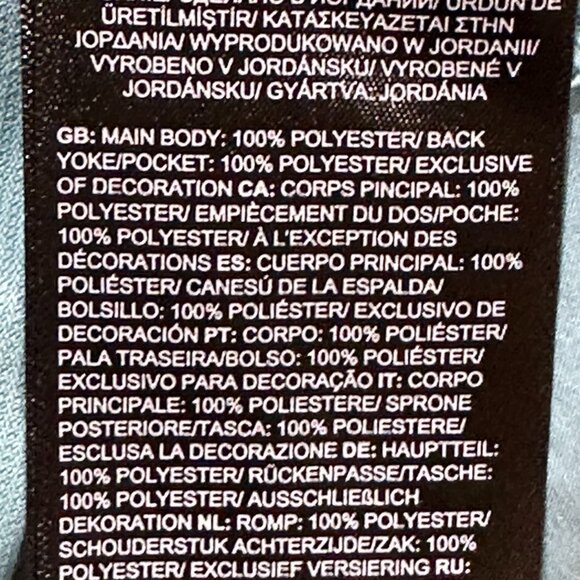 ÜRETİLMİŞTİR/ ΚΑΤΑΣΚΕΥΑΖΕΤΑΙ ΣΤΗΝ
ΙΟΡΔΑΝΙΑ/ WYPRODUKOWANO W JORDANII/
VYROBENO V JORDÁNSKU/ VYROBENÉ V
JORDÁNSKU/ GYÁRTVA: JORDÁNIA
GB: MAIN BODY: 100% POLYESTER/ BACK
YOKE/POCKET: 100% POLYESTER/ EXCLUSIVE
OF DECORATION CA: CORPS PINCIPAL: 100%
POLYESTER/ EMPIÈCEMENT DU DOS/POCHE:
100% POLYESTER/ À L'EXCEPTION DES
DÉCORATIONS ES: CUERPO PRINCIPAL: 100%
POLIÉSTER/ CANESÚ DE LA ESPALDA/
BOLSILLO: 100% POLIÉSTER/ EXCLUSIVO DE
DECORACIÓN PT: CORPO: 100% POLIÉSTER/
PALA TRASEIRA/BOLSO: 100% POLIÉSTER/
EXCLUSIVO PARA DECORAÇÃO IT: CORPO
PRINCIPALE: 100% POLIESTERE/ SPRONE
POSTERIORE/TASCA: 100% POLIESTERE/
ESCLUSA LA DECORAZIONE DE: HAUPTTEIL:
100% POLYESTER/ RÜCKENPASSE/TASCHE:
100% POLYESTER/ AUSSCHLIEßLICH
DEKORATION NL: ROMP: 100% POLYESTER/
SCHOUDERSTUK ACHTERZIJDE/ZAK: 100%
POLYESTER/ EXCLUSIEF VERSIERING RU: